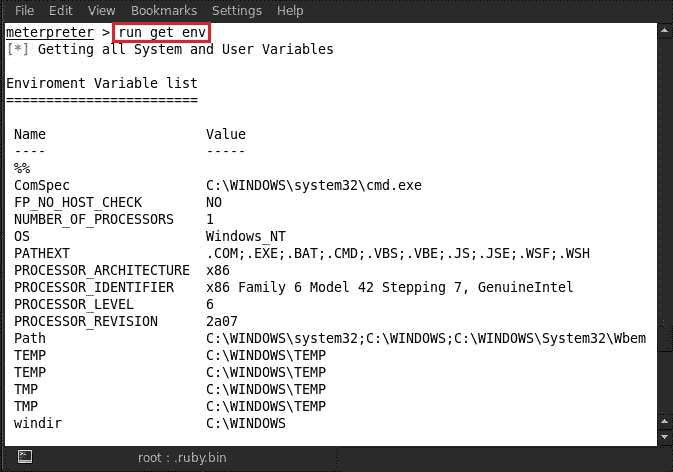 File Edit View Bookmarks Settings Help
meterpreter > run get env
[*] Getting all System and User Variables
Enviroment Variable list
========================
Name Value
---- -----
%%
ComSpec C:\WINDOWS\system32\cmd.exe
FP_NO_HOST_CHECK NO
NUMBER_OF_PROCESSORS 1
OS Windows_NT
PATHEXT .COM;.EXE;.BAT;.CMD;.VBS;.VBE;.JS;.JSE;.WSF;.WSH
PROCESSOR_ARCHITECTURE x86
PROCESSOR_IDENTIFIER x86 Family 6 Model 42 Stepping 7, GenuineIntel
PROCESSOR_LEVEL 6
PROCESSOR_REVISION 2a07
Path C:\WINDOWS\system32;C:\WINDOWS;C:\WINDOWS\System32\Wbem
TEMP C:\WINDOWS\TEMP
TEMP C:\WINDOWS\TEMP
TMP C:\WINDOWS\TEMP
TMP C:\WINDOWS\TEMP
windir C:\WINDOWS
root : .ruby.bin